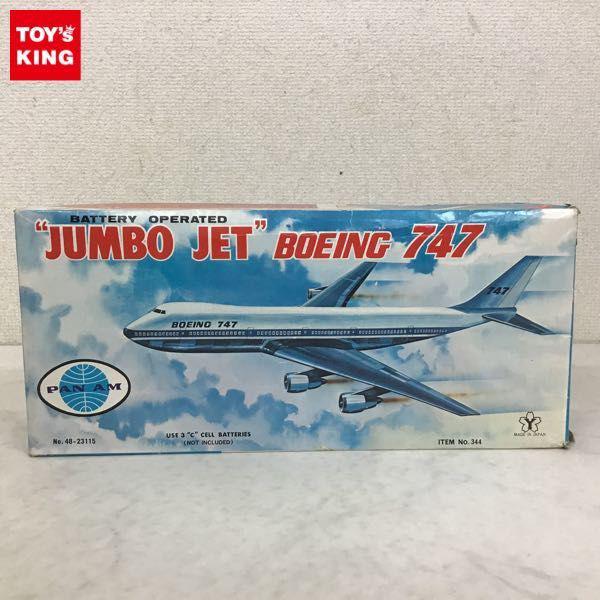 TOY's
KING
BATTERY OPERATED
"JUMBO JET" BOEING 747
747
BOEING 747
PAN AM
No. 48-23115
USE 3 "C" CELL BATTERIES
(NOT INCLUDED)
ITEM No. 344
Y
MADE IN JAPAN